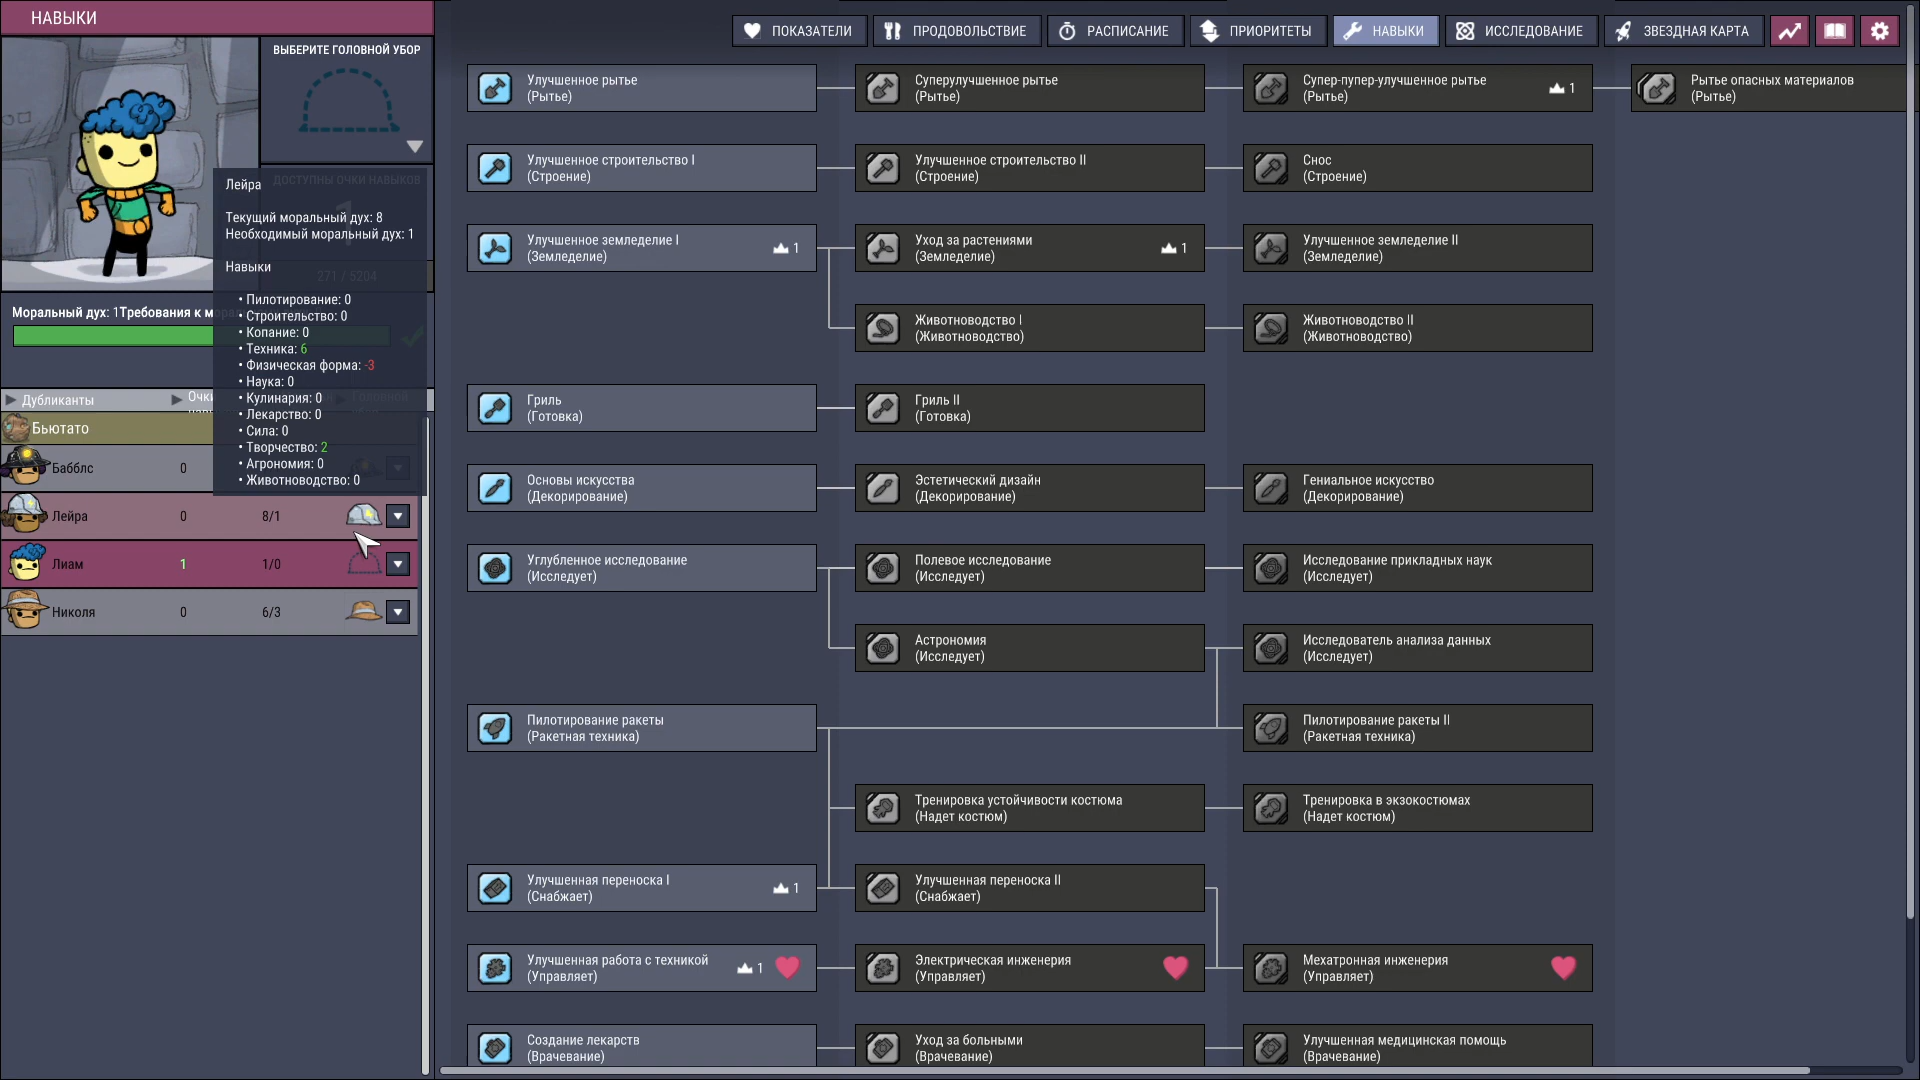 НАВЫКИ
ПОКАЗАТЕЛИ
ПРОДОВОЛЬСТВИЕ
РАСПИСАНИЕ
ПРИОРИТЕТЫ
НАВЫКИ
ИССЛЕДОВАНИЕ
ЗВЕЗДНАЯ КАРТА
ВЫБЕРИТЕ ГОЛОВНОЙ УБОР
ДОСТУПНЫ ОЧКИ НАВЫКОВ
271 / 5204
Лейра
Текущий моральный дух: 8
Необходимый моральный дух: 1
Навыки
• Пилотирование: 0
• Строительство: 0
• Копание: 0
• Техника: 6
• Физическая форма: -3
• Наука: 0
• Кулинария: 0
• Лекарство: 0
• Сила: 0
• Творчество: 2
• Агрономия: 0
• Животноводство: 0
Моральный дух: 1Требования к
Дубликанты
Бьютато
Бабблс 0
Лейра 0 8/1
Лиам 1 1/0
Николя 0 6/3
Улучшенное рытье
(Рытье)
Суперулучшенное рытье
(Рытье)
Супер-пупер-улучшенное рытье
(Рытье)
1
Рытье опасных материалов
(Рытье)
Улучшенное строительство I
(Строение)
Улучшенное строительство II
(Строение)
Снос
(Строение)
Улучшенное земледелие I
(Земледелие)
1
Уход за растениями
(Земледелие)
1
Улучшенное земледелие II
(Земледелие)
Животноводство I
(Животноводство)
Животноводство II
(Животноводство)
Гриль
(Готовка)
Гриль II
(Готовка)
Основы искусства
(Декорирование)
Эстетический дизайн
(Декорирование)
Гениальное искусство
(Декорирование)
Углубленное исследование
(Исследует)
Полевое исследование
(Исследует)
Исследование прикладных наук
(Исследует)
Астрономия
(Исследует)
Исследователь анализа данных
(Исследует)
Пилотирование ракеты
(Ракетная техника)
Пилотирование ракеты II
(Ракетная техника)
Тренировка устойчивости костюма
(Надет костюм)
Тренировка в экзокостюмах
(Надет костюм)
Улучшенная переноска I
(Снабжает)
1
Улучшенная переноска II
(Снабжает)
Улучшенная работа с техникой
(Управляет)
1
Электрическая инженерия
(Управляет)
Мехатронная инженерия
(Управляет)
Создание лекарств
(Врачевание)
Уход за больными
(Врачевание)
Улучшенная медицинская помощь
(Врачевание)